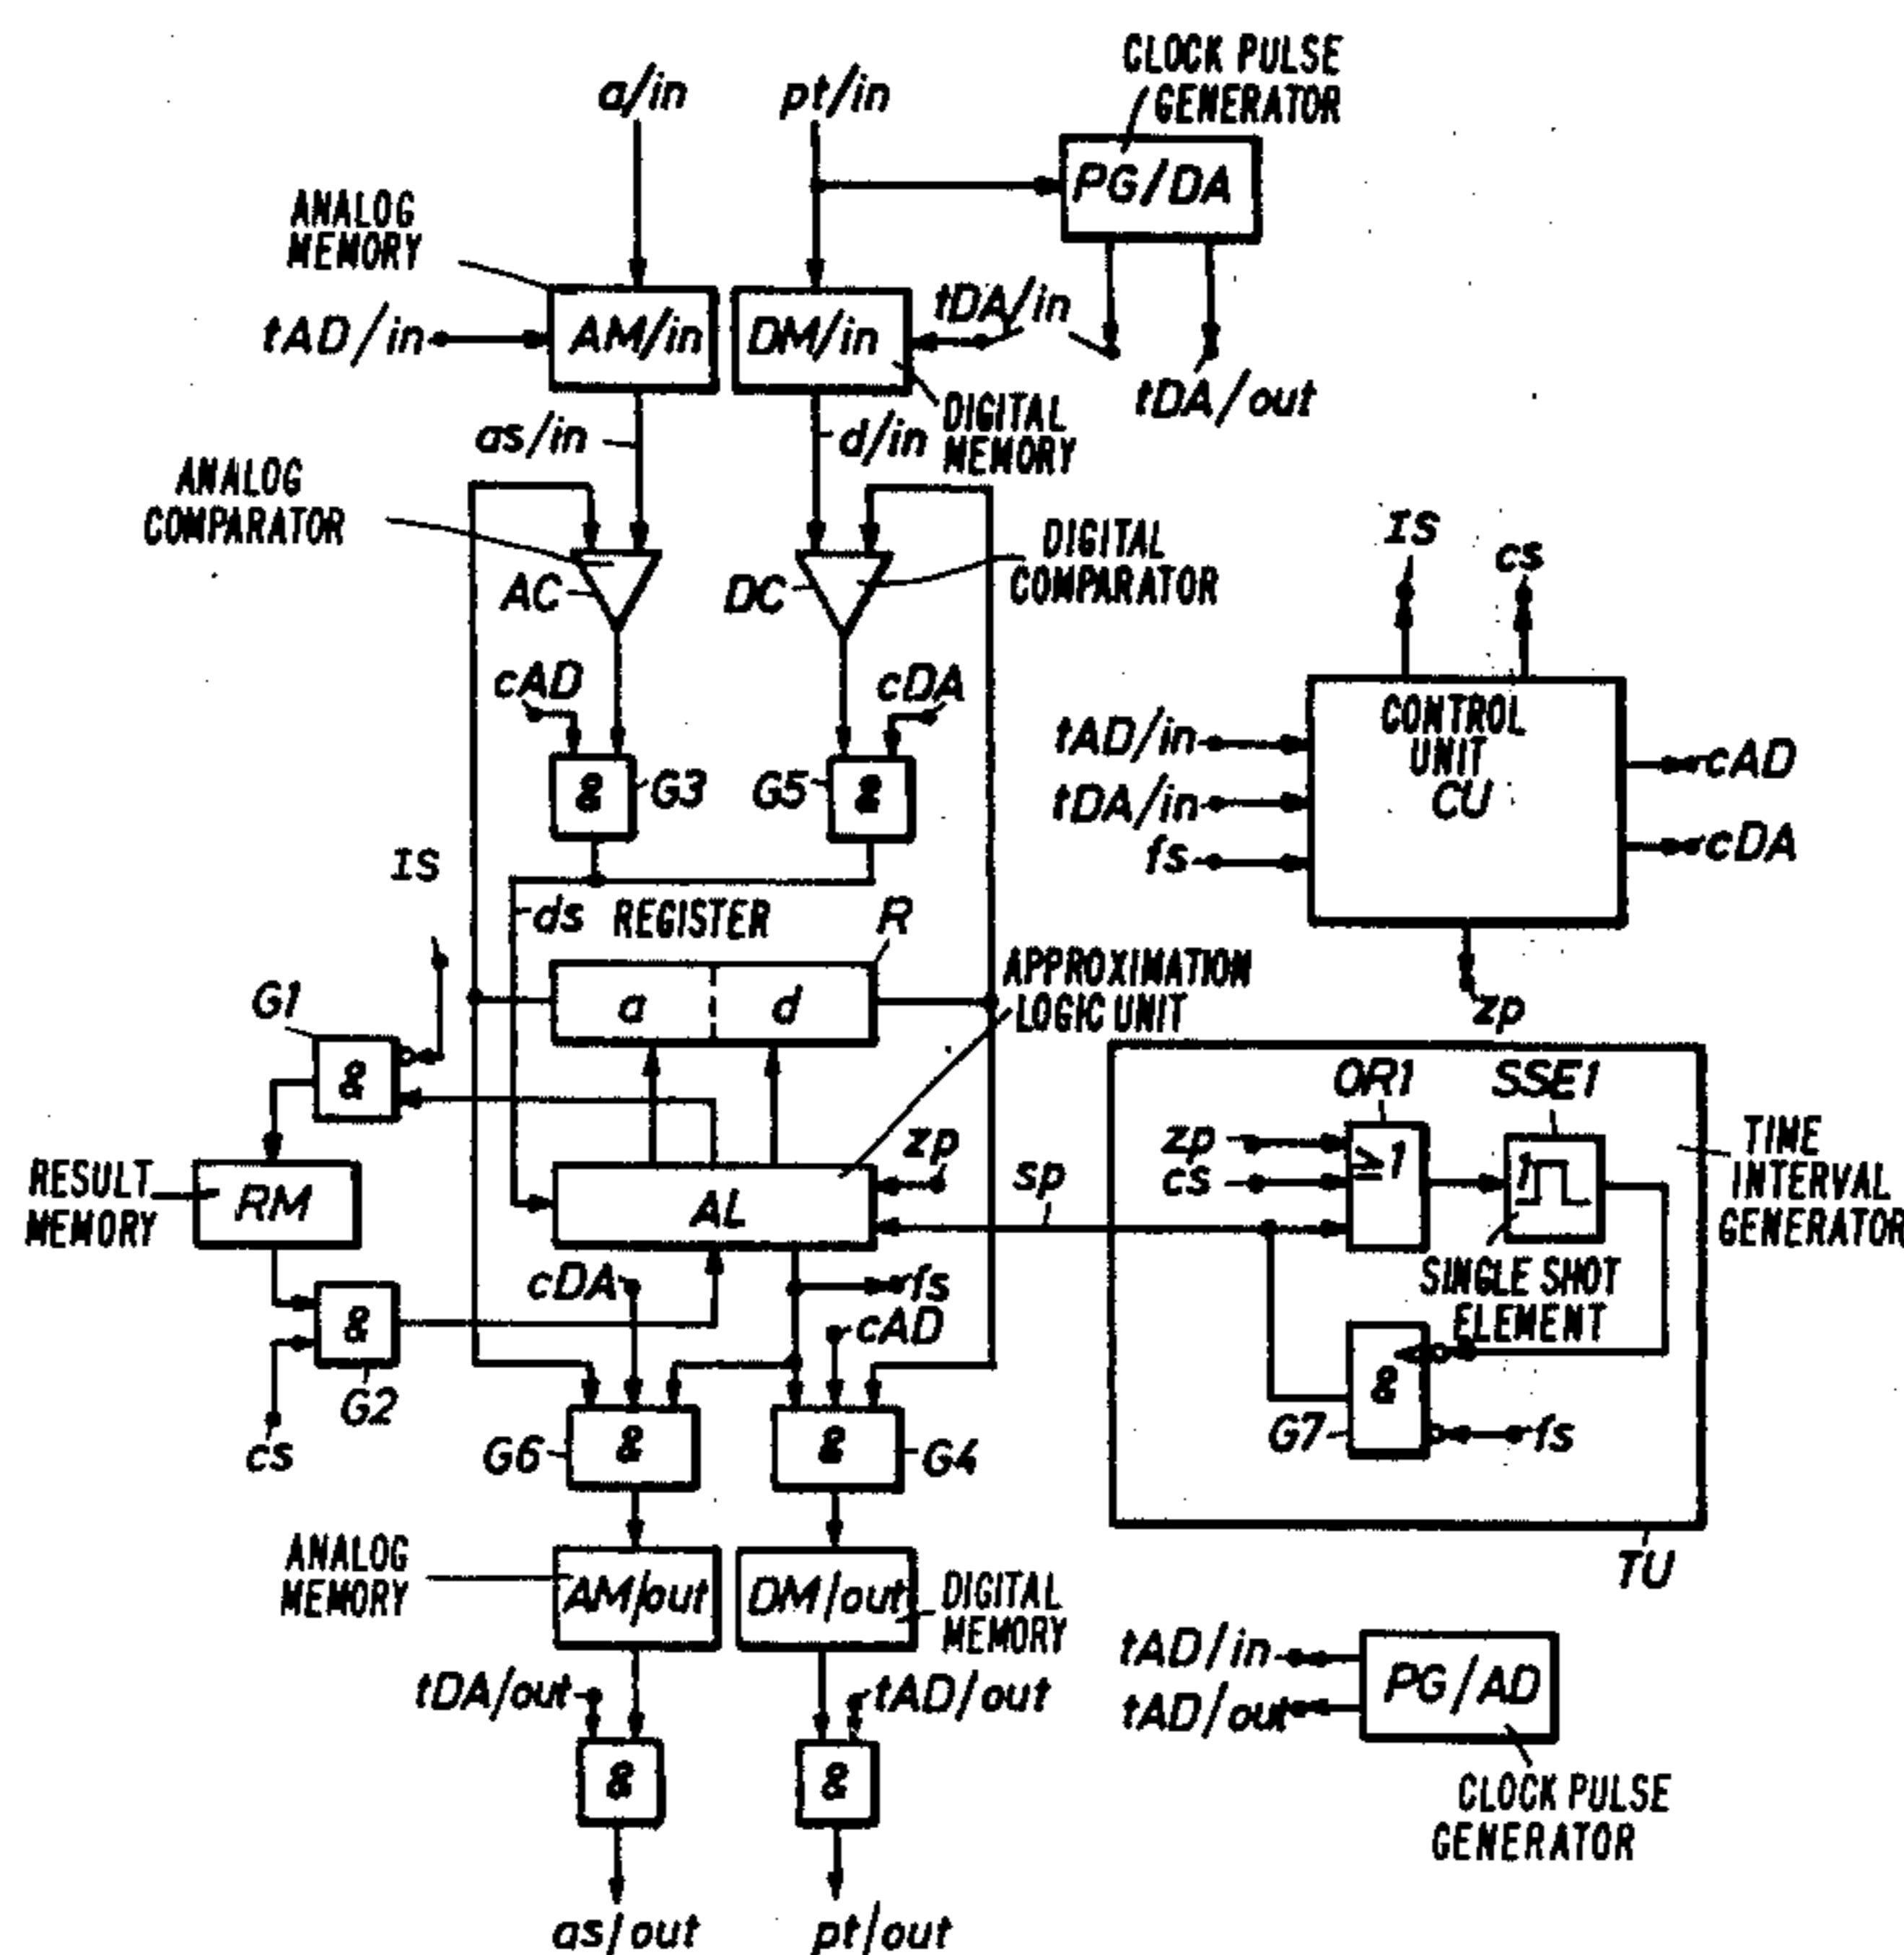 CLOCK PULSE
GENERATOR
a/in
pt/in
PG/DA
ANALOG
MEMORY
tAD/in
AM/in
DM/in
tDA/in
tDA/out
as/in
d/in
DIGITAL
MEMORY
ANALOG
COMPARATOR
AC
DC
DIGITAL
COMPARATOR
IS
cs
cAD
cDA
&
G3
G5
&
tAD/in
tDA/in
fs
CONTROL
UNIT
CU
cAD
cDA
zp
IS
ds
REGISTER
R
a
d
APPROXIMATION
LOGIC UNIT
G1
&
RESULT
MEMORY
RM
AL
zp
sp
OR1
SSE1
zp
cs
≥1
1
TIME
INTERVAL
GENERATOR
SINGLE SHOT
ELEMENT
&
G2
cs
cDA
fs
cAD
&
G7
fs
G6
&
&
G4
TU
ANALOG
MEMORY
AM/out
DM/out
DIGITAL
MEMORY
tDA/out
tAD/out
tAD/in
tAD/out
PG/AD
&
&
CLOCK PULSE
GENERATOR
as/out
pt/out